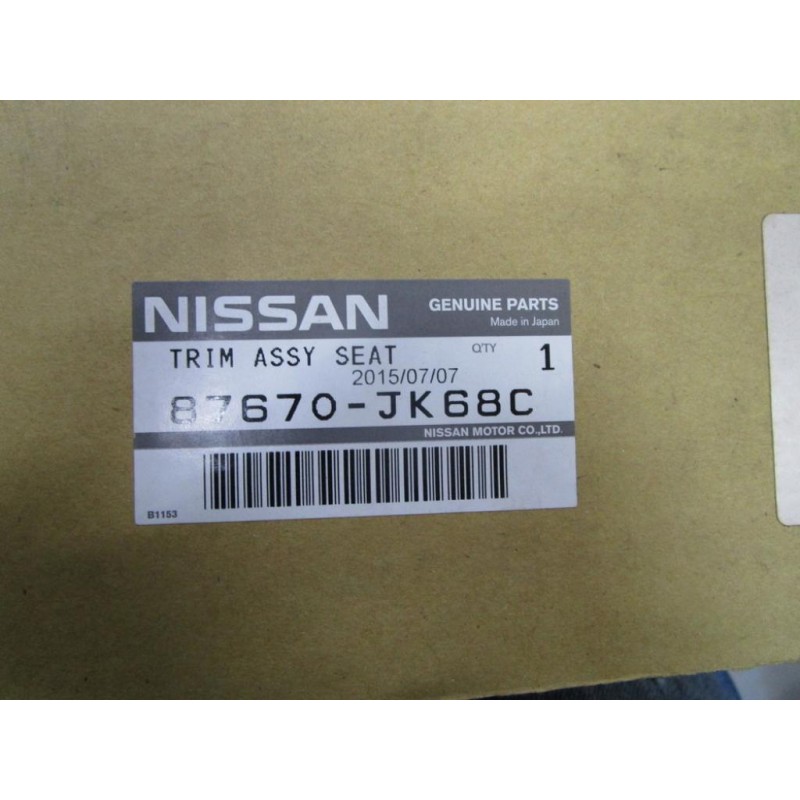 NISSAN GENUINE PARTS
Made in Japan
TRIM ASSY SEAT Q'TY 1
2015/07/07
87670-JK68C
NISSAN MOTOR CO.,LTD.
B1153